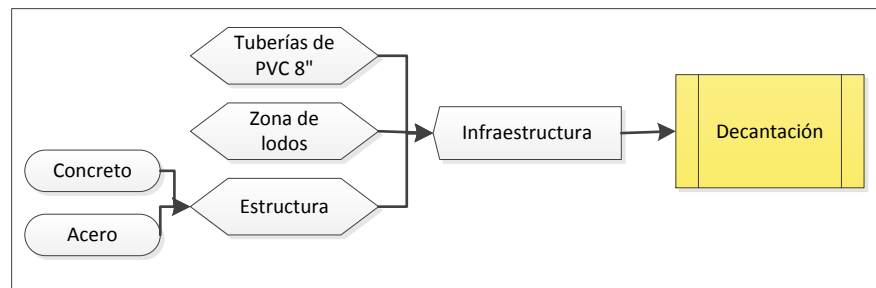 Tuberías de
PVC 8"
Zona de
lodos
Infraestructura
Decantación
Concreto
Estructura
Acero